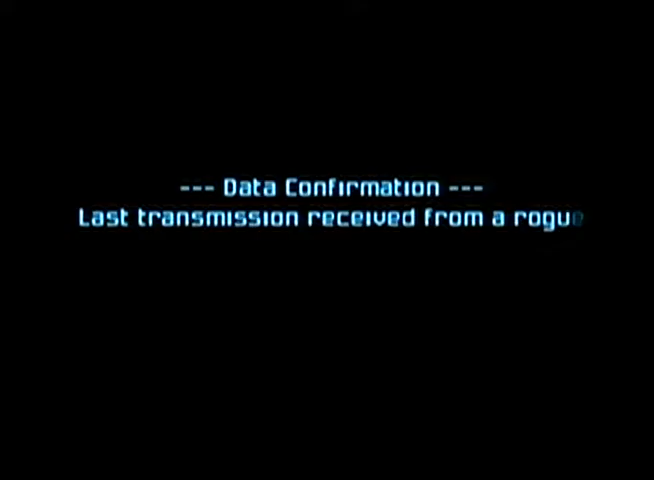 --- Data Confirmation ---
Last transmission received from a rogue